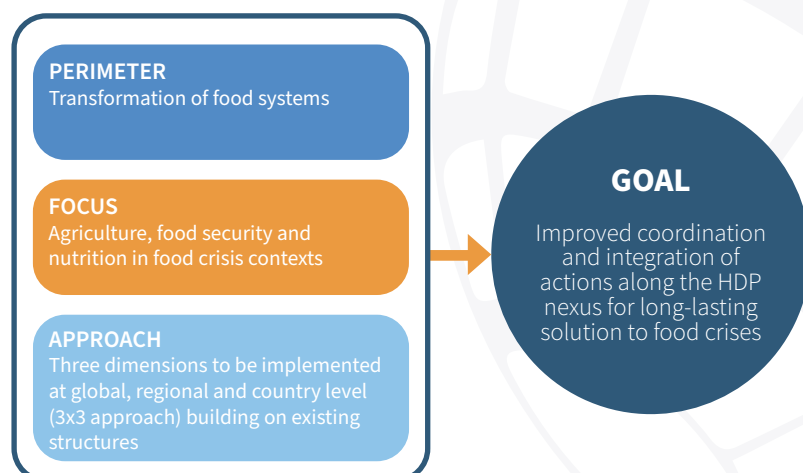 PERIMETER
Transformation of food systems
FOCUS
Agriculture, food security and
nutrition in food crisis contexts
APPROACH
Three dimensions to be implemented
at global, regional and country level
(3x3 approach) building on existing
structures
GOAL
Improved coordination
and integration of
actions along the HDP
nexus for long-lasting
solution to food crises